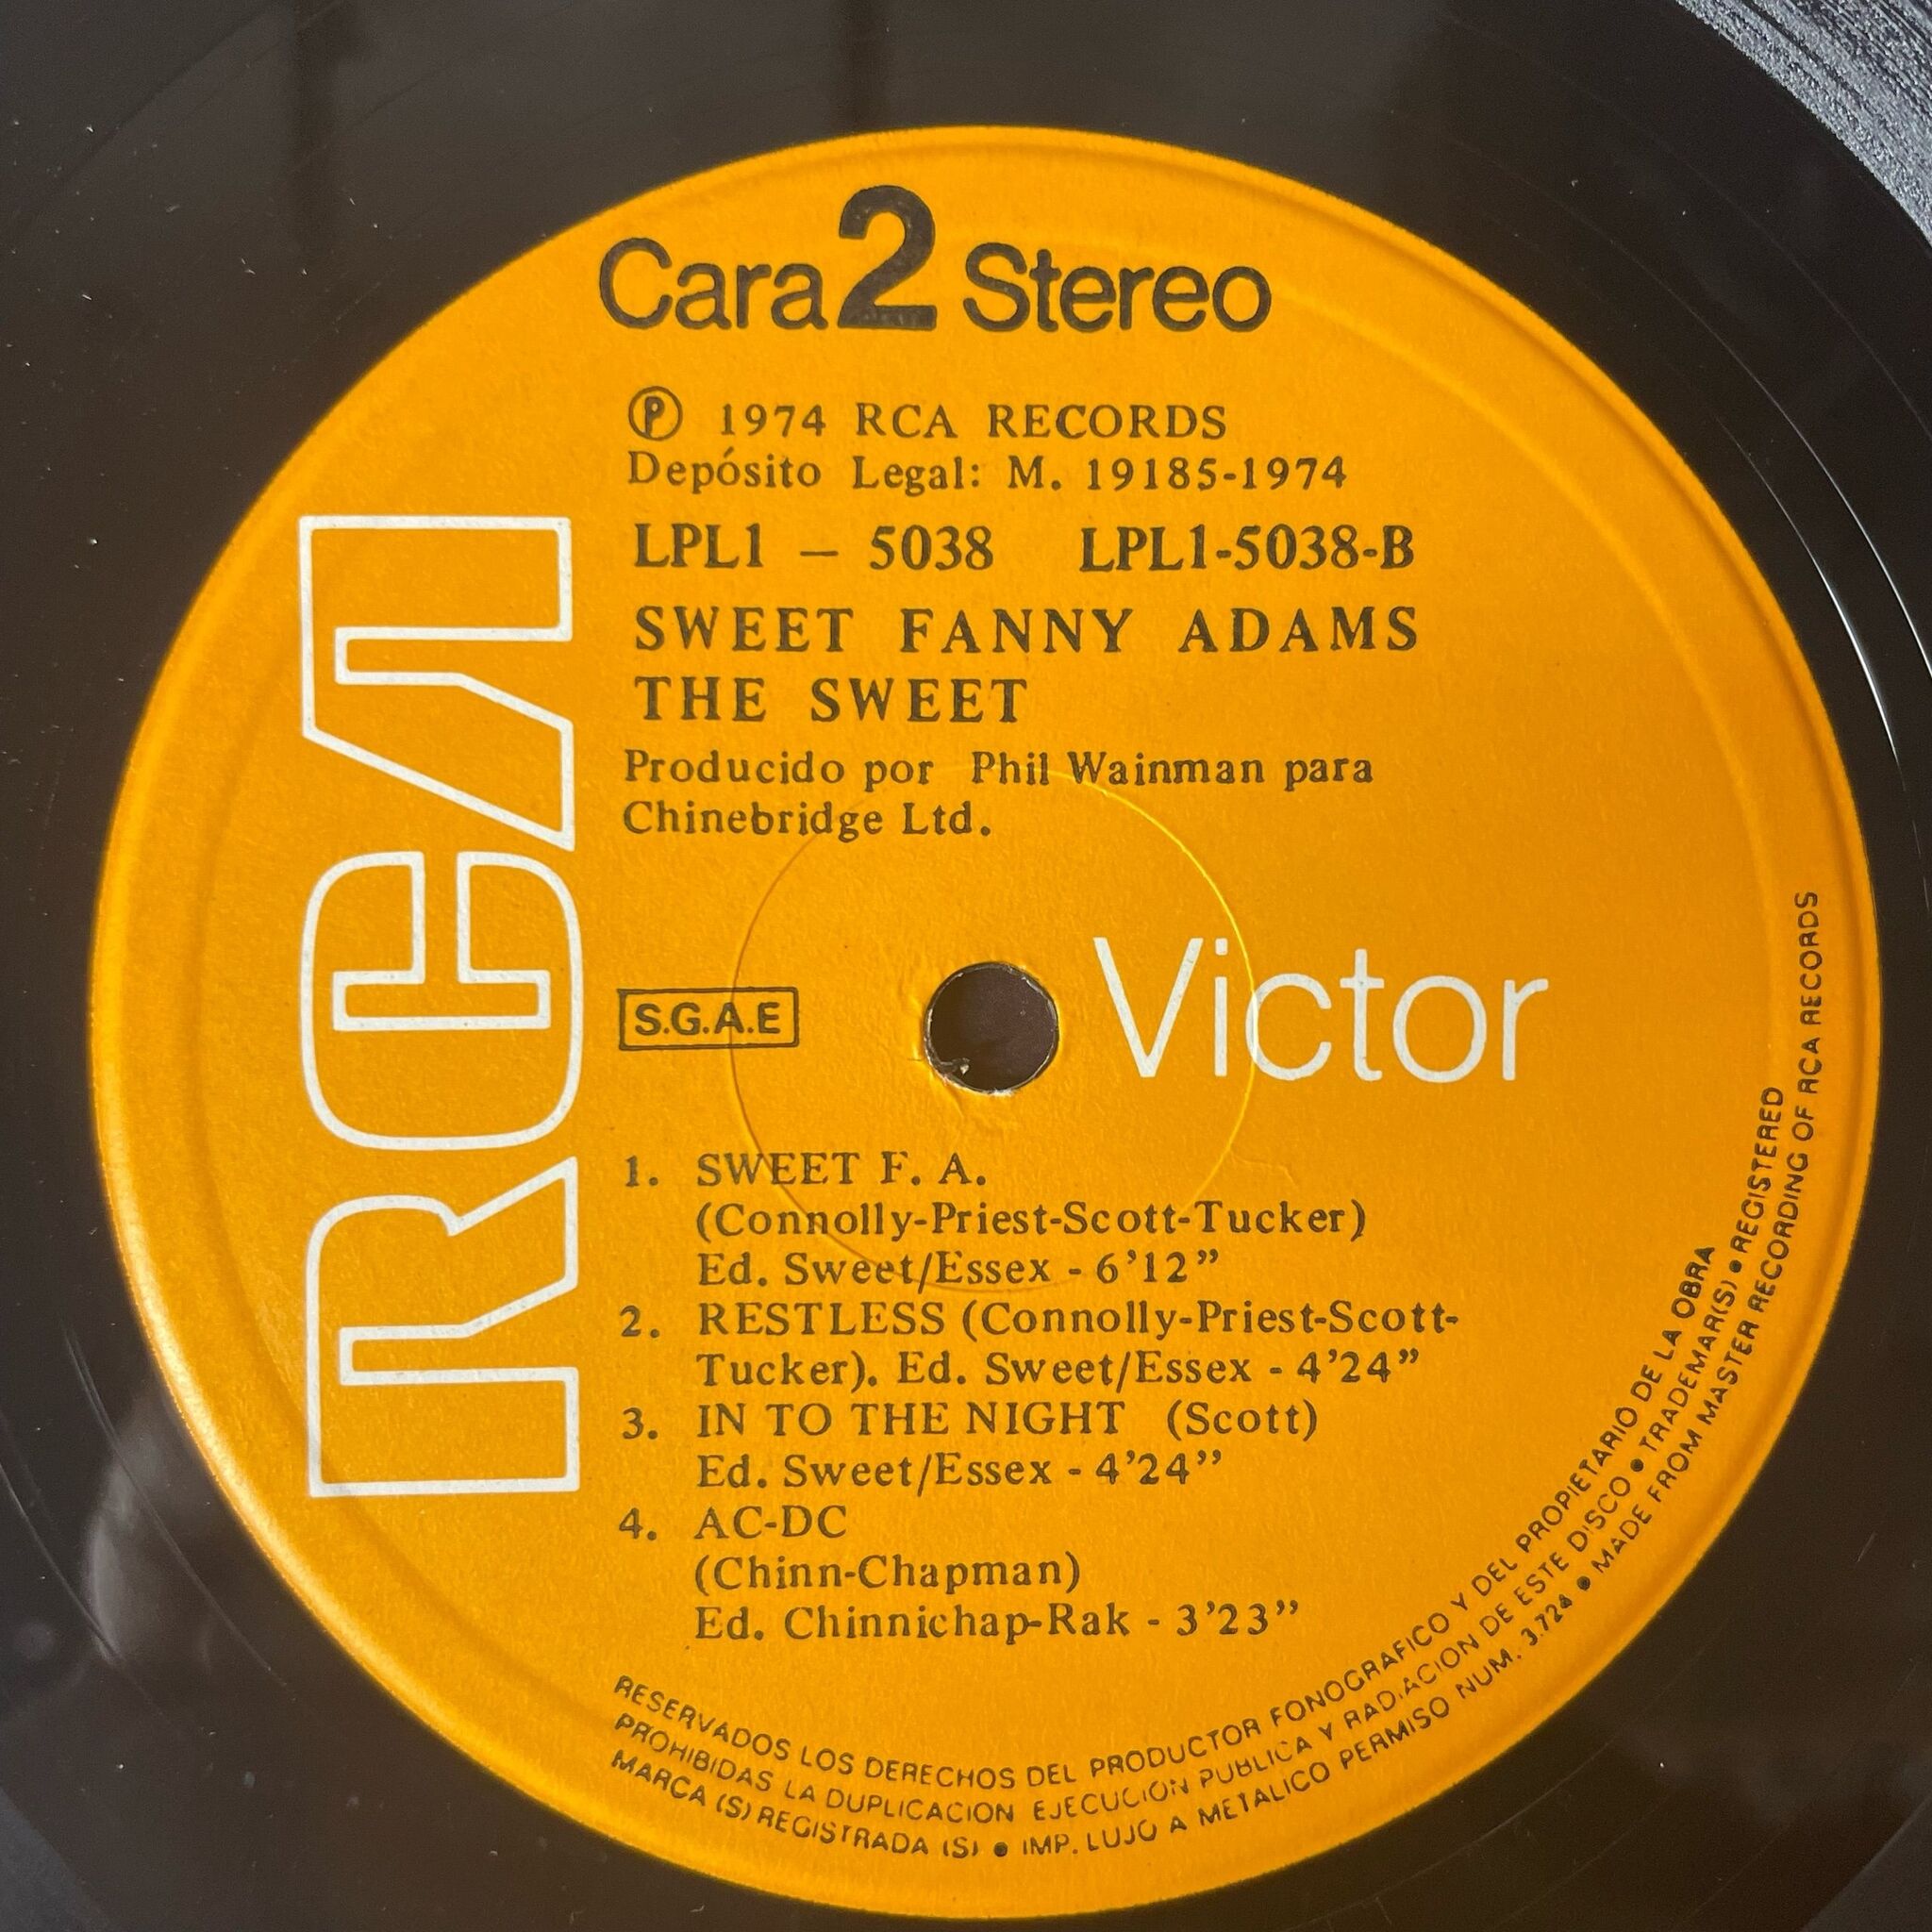 Cara 2 Stereo
Ⓟ 1974 RCA RECORDS
Depósito Legal: M. 19185-1974
LPL1 – 5038 LPL1-5038-B
SWEET FANNY ADAMS
THE SWEET
Producido por Phil Wainman para
Chinebridge Ltd.
RCA
S.G.A.E
Victor
1. SWEET F. A.
(Connolly-Priest-Scott-Tucker)
Ed. Sweet/Essex - 6’12”
2. RESTLESS (Connolly-Priest-Scott-
Tucker). Ed. Sweet/Essex - 4’24”
3. IN TO THE NIGHT (Scott)
Ed. Sweet/Essex - 4’24”
4. AC-DC
(Chinn-Chapman)
Ed. Chinnichap-Rak - 3’23”
RESERVADOS LOS DERECHOS DEL PRODUCTOR FONOGRAFICO Y DEL PROPIETARIO DE LA OBRA
PROHIBIDAS LA DUPLICACION EJECUCION PUBLICA Y RADIACION DE ESTE DISCO • TRADEMAR(S) • REGISTERED
MARCA (S) REGISTRADA (S) • IMP. LUJO A METALICO PERMISO NUM. 3.724 • MADE FROM MASTER RECORDING OF RCA RECORDS